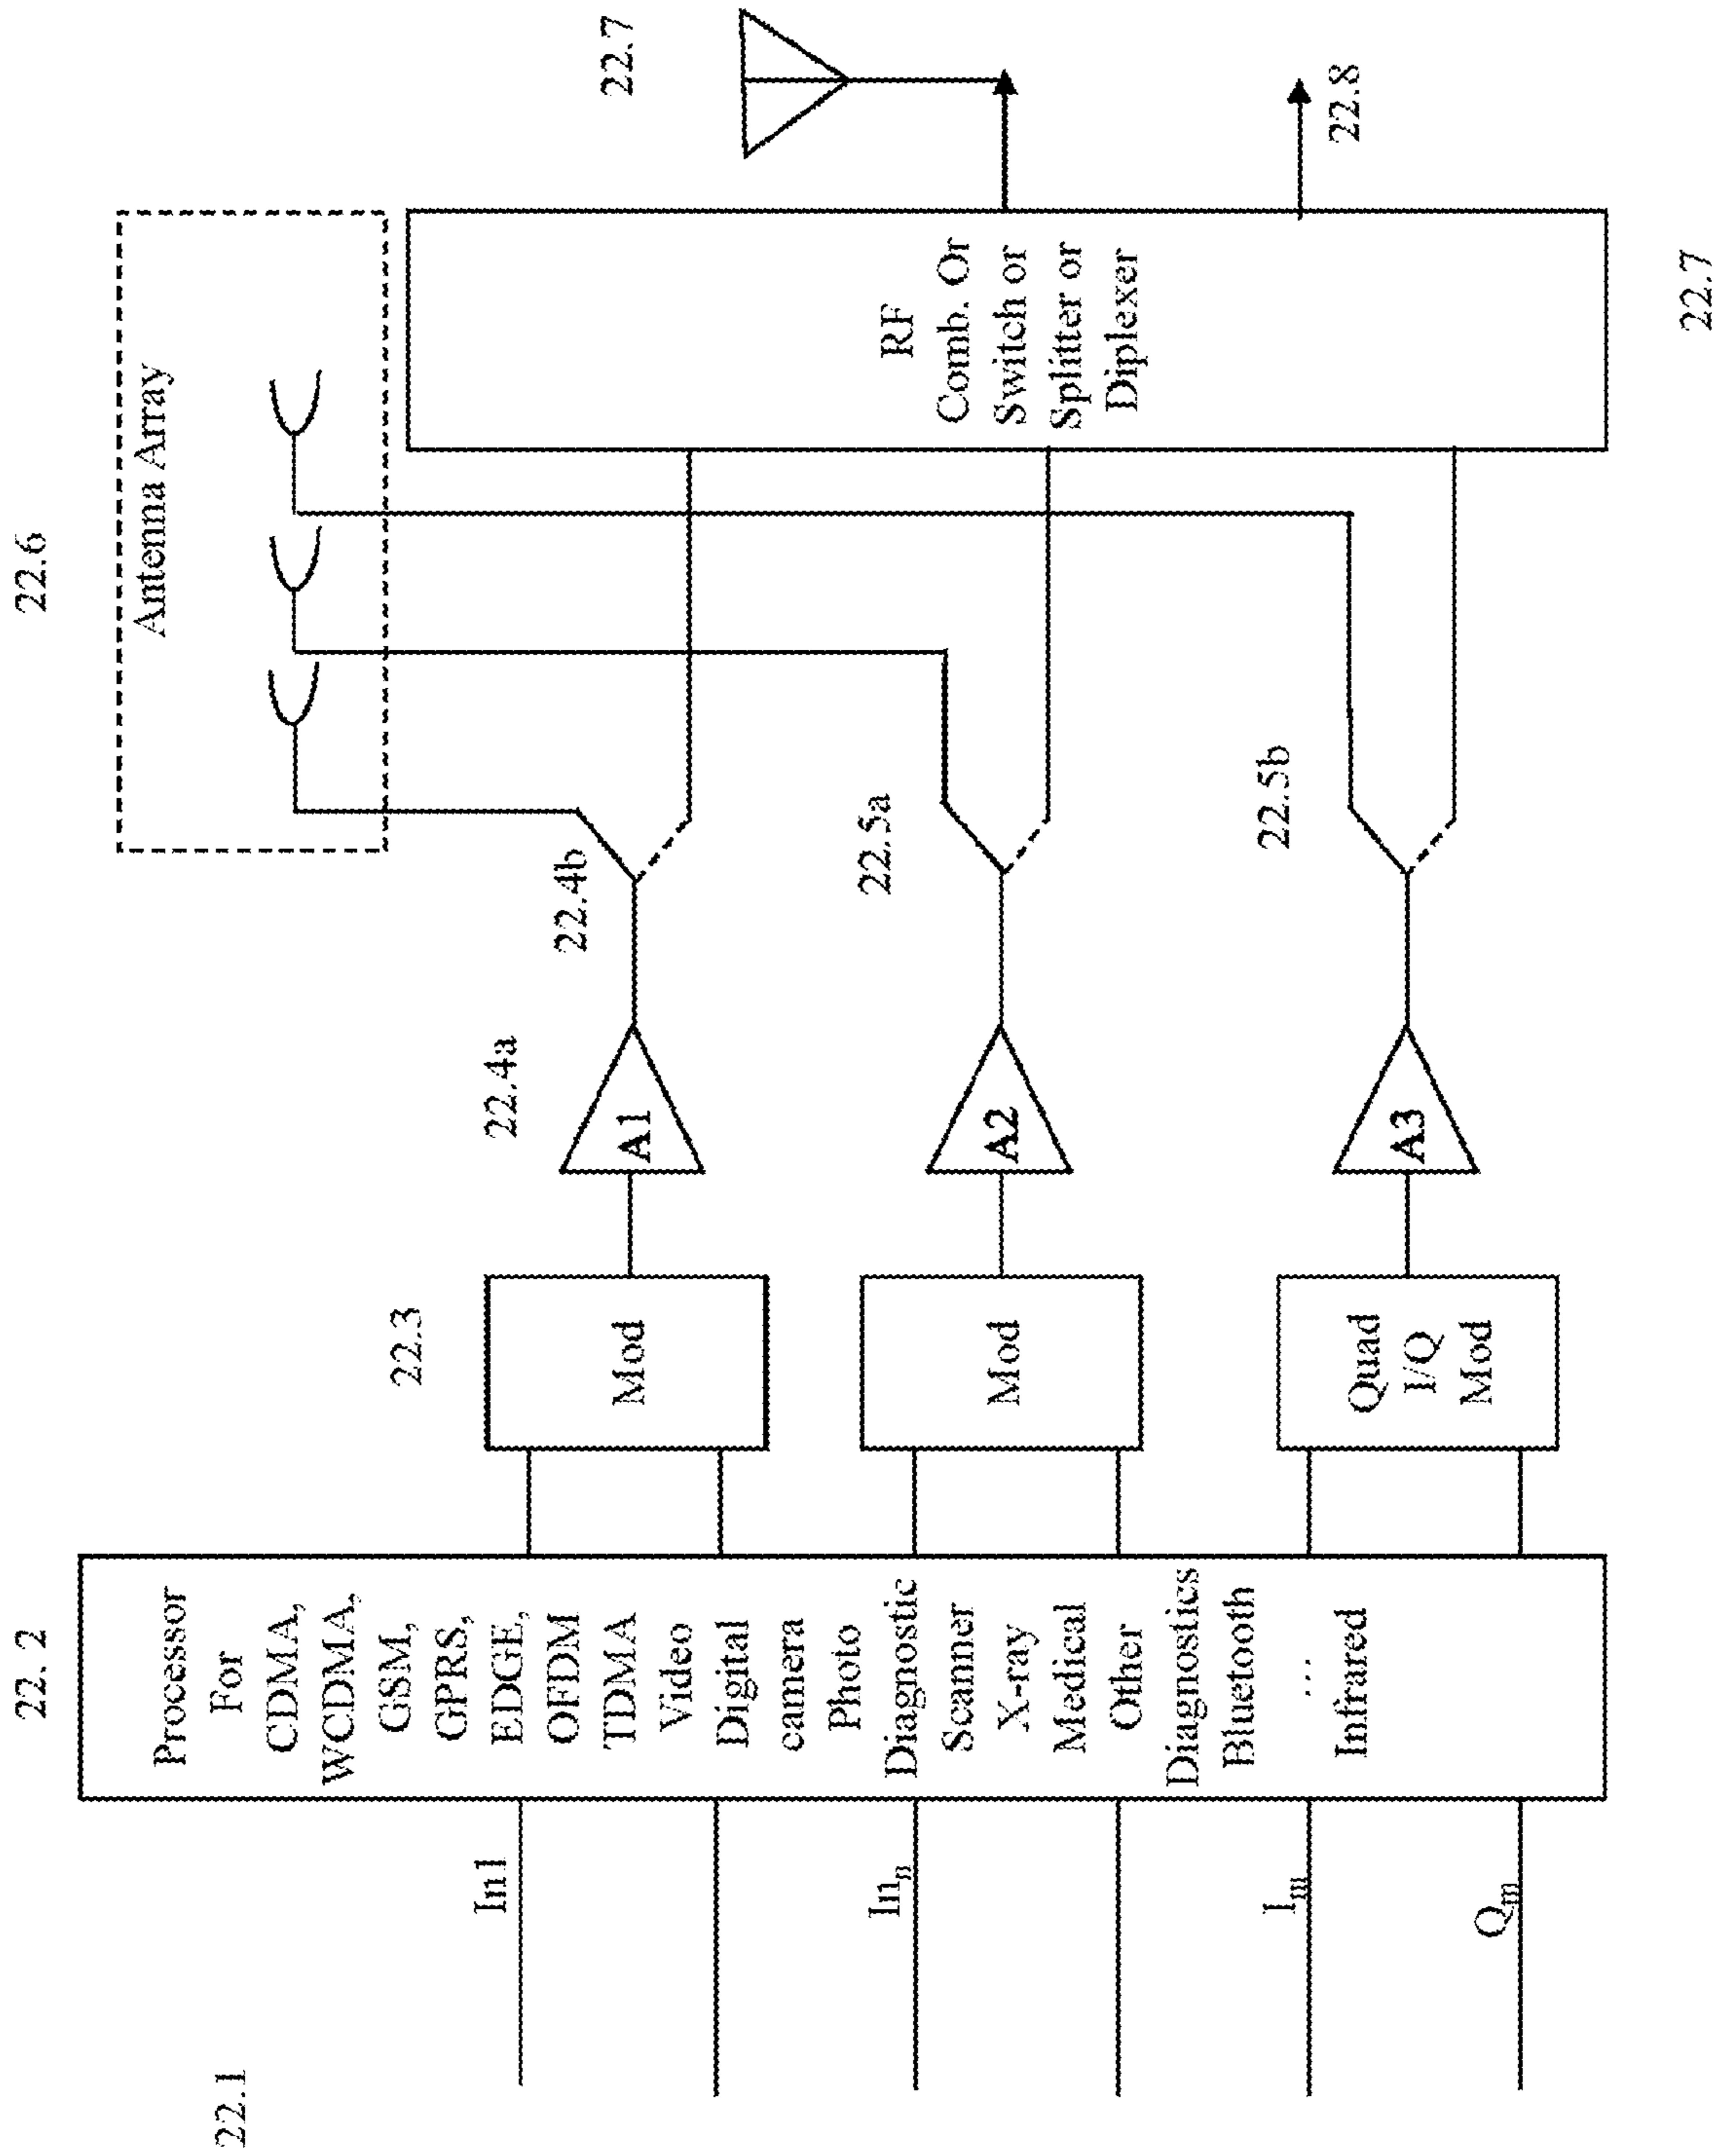 22.1
22. 2
Processor
For
CDMA,
WCDMA,
GSM,
GPRS,
EDGE,
OFDM
TDMA
Video
Digital
camera
Photo
Diagnostic
Scanner
X-ray
Medical
Other
Diagnostics
Bluetooth
...
Infrared
In1
Inn
Im
Qm
22.3
Mod
Mod
Quad
I/Q
Mod
22.4a
A1
A2
A3
22.4b
22.5a
22.5b
22.6
Antenna Array
RF
Comb. Or
Switch or
Splitter or
Diplexer
22.7
22.7
22.8